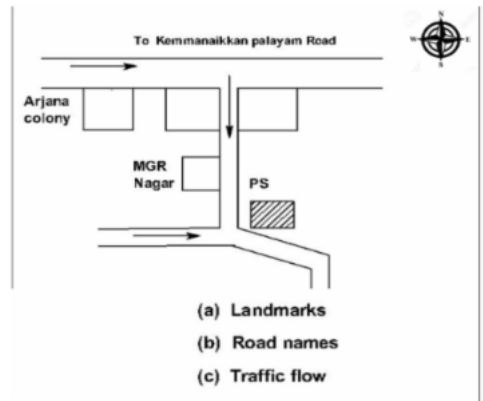 N
W
E
S
To Kemmanaikkan palayam Road
Arjana
colony
MGR
Nagar
PS
(a) Landmarks
(b) Road names
(c) Traffic flow